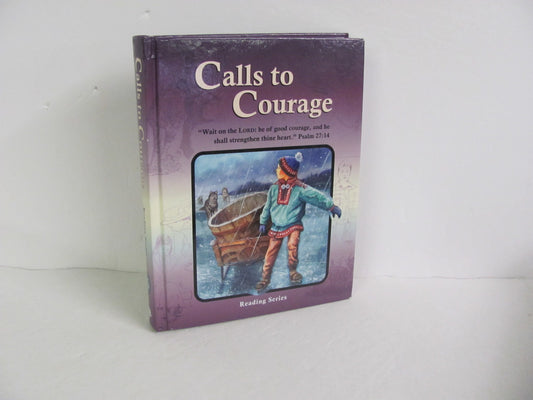 Calls to
Courage
"Wait on the LORD: be of good courage, and he
shall strengthen thine heart." Psalm 27:14
Reading Series
Calls to Courage